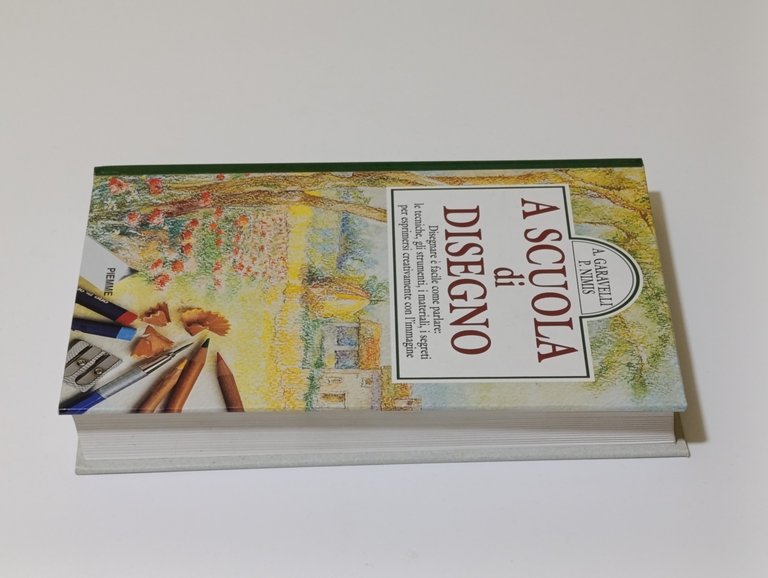 A. GARAVELLI
P. NIMIS
A SCUOLA
di
DISEGNO
Disegnare è facile come parlare:
le tecniche, gli strumenti, i materiali, i segreti
per esprimersi creativamente con l'immagine
PIEMME